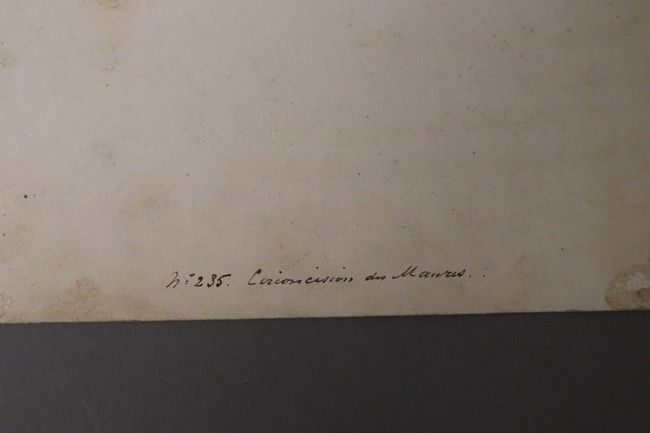 N° 235. Circoncision des Maures.